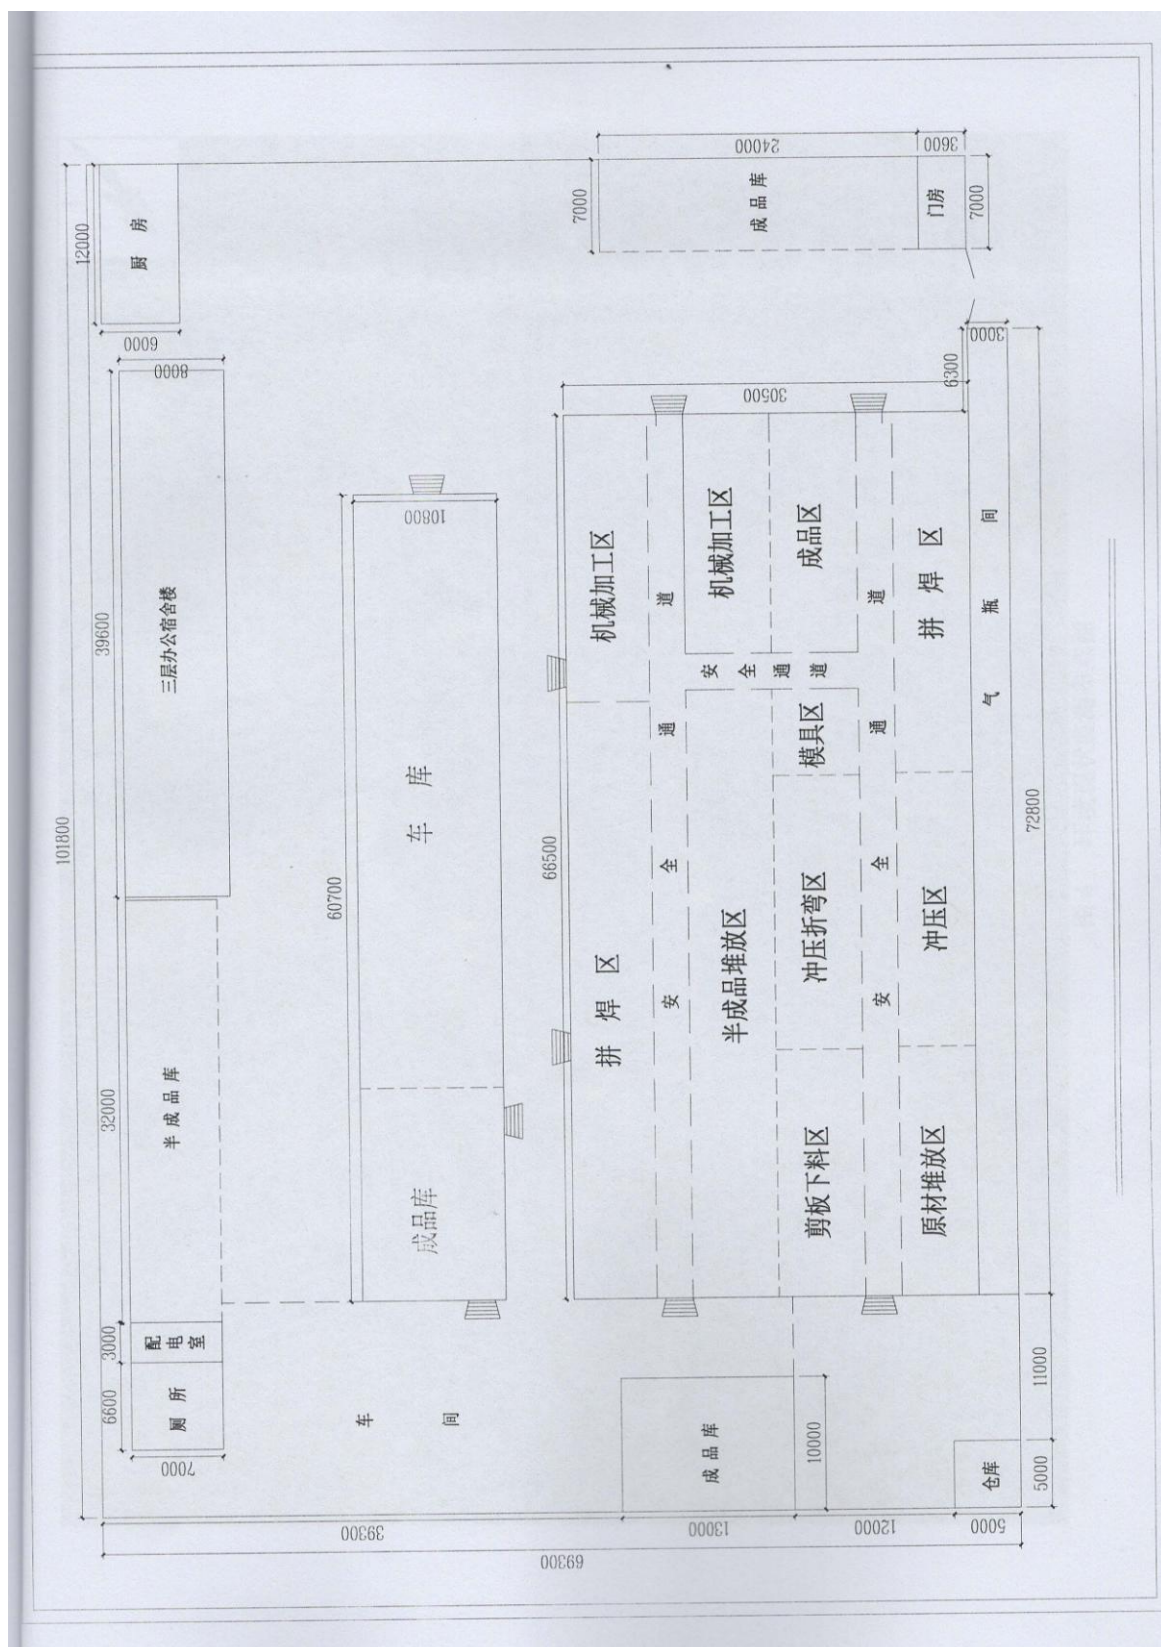 101800
12000
39600
32000
3000
6600
厨 房
6000
8000
三层办公宿舍楼
半 成 品 库
配电室
厕 所
7000
60700
10800
车 库
成品库
车 间
7000
24000
3600
成 品 库
门房
7000
66500
30500
6300
3000
机械加工区
拼 焊 区
安 全 通 道
机械加工区
半成品堆放区
安 全 通 道
成品区
模具区
冲压折弯区
剪板下料区
安 全 通 道
拼 焊 区
冲压区
原材堆放区
气 瓶 间
72800
11000
5000
成 品 库
10000
仓库
39300
13000
12000
5000
69300